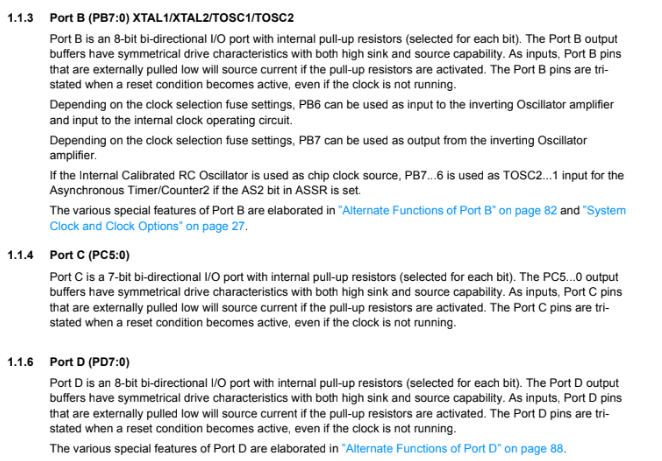 1.1.3 Port B (PB7:0) XTAL1/XTAL2/TOSC1/TOSC2
Port B is an 8-bit bi-directional I/O port with internal pull-up resistors (selected for each bit). The Port B output
buffers have symmetrical drive characteristics with both high sink and source capability. As inputs, Port B pins
that are externally pulled low will source current if the pull-up resistors are activated. The Port B pins are tri-
stated when a reset condition becomes active, even if the clock is not running.
Depending on the clock selection fuse settings, PB6 can be used as input to the inverting Oscillator amplifier
and input to the internal clock operating circuit.
Depending on the clock selection fuse settings, PB7 can be used as output from the inverting Oscillator
amplifier.
If the Internal Calibrated RC Oscillator is used as chip clock source, PB7...6 is used as TOSC2...1 input for the
Asynchronous Timer/Counter2 if the AS2 bit in ASSR is set.
The various special features of Port B are elaborated in "Alternate Functions of Port B" on page 82 and "System
Clock and Clock Options" on page 27.
1.1.4 Port C (PC5:0)
Port C is a 7-bit bi-directional I/O port with internal pull-up resistors (selected for each bit). The PC5...0 output
buffers have symmetrical drive characteristics with both high sink and source capability. As inputs, Port C pins
that are externally pulled low will source current if the pull-up resistors are activated. The Port C pins are tri-
stated when a reset condition becomes active, even if the clock is not running.
1.1.6 Port D (PD7:0)
Port D is an 8-bit bi-directional I/O port with internal pull-up resistors (selected for each bit). The Port D output
buffers have symmetrical drive characteristics with both high sink and source capability. As inputs, Port D pins
that are externally pulled low will source current if the pull-up resistors are activated. The Port D pins are tri-
stated when a reset condition becomes active, even if the clock is not running.
The various special features of Port D are elaborated in "Alternate Functions of Port D" on page 88.